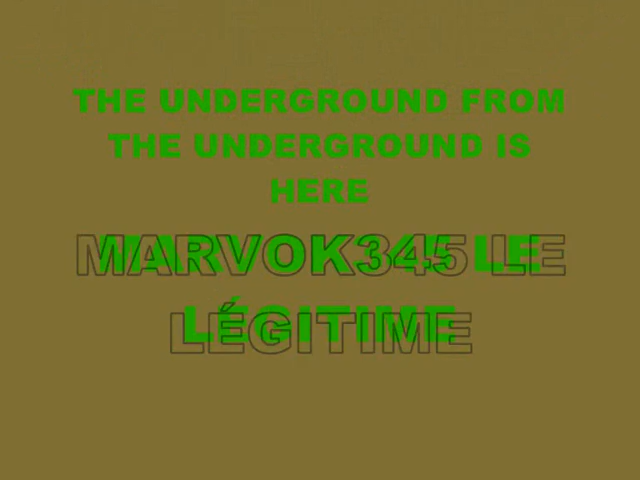 THE UNDERGROUND FROM
THE UNDERGROUND IS
HERE
MARVOK345 LE
LÉGITIME